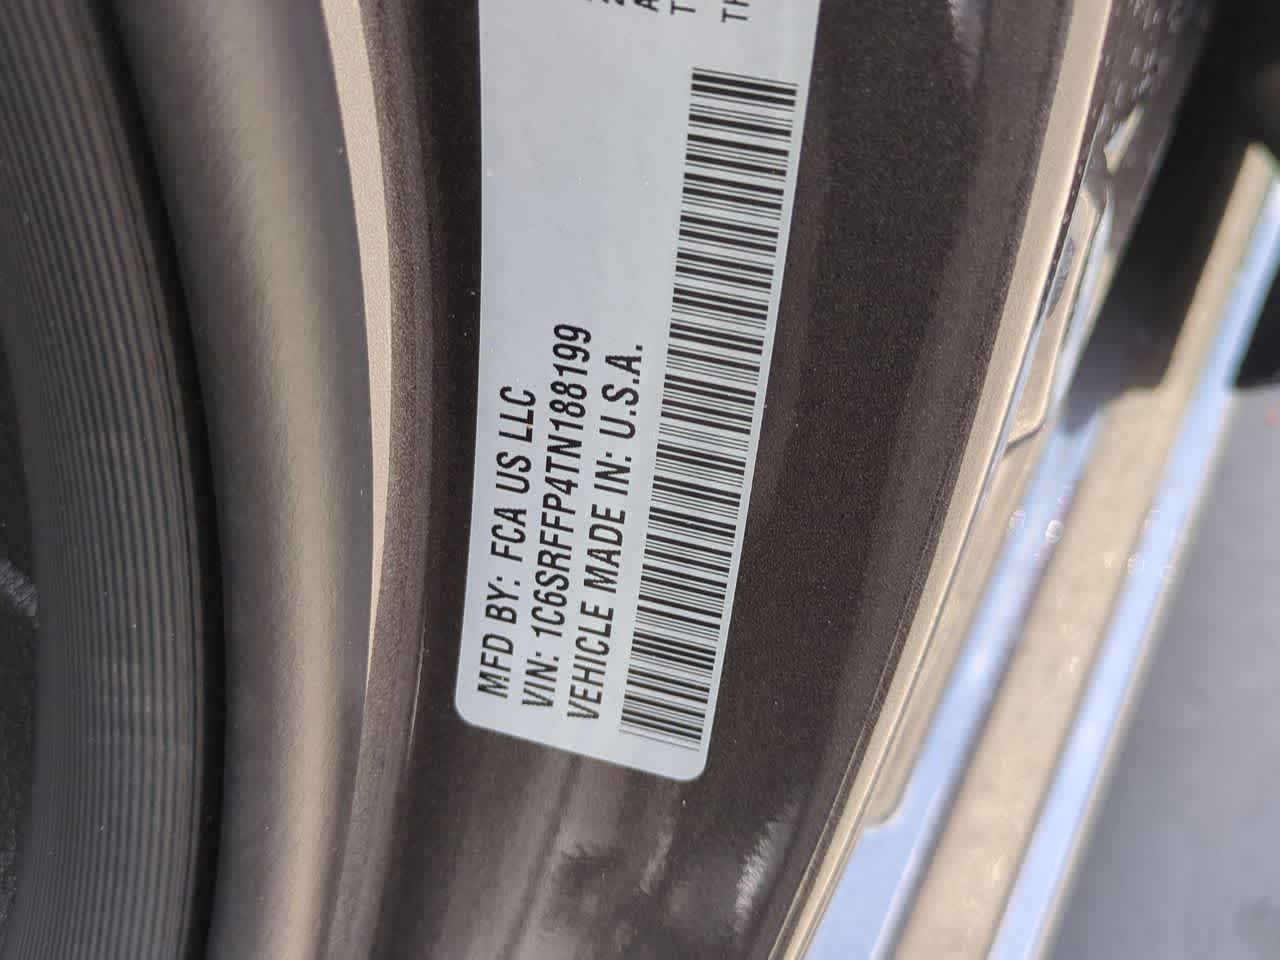 MFD BY: FCA US LLC
VIN: 1C6SRFFP4TN188199
VEHICLE MADE IN: U.S.A.